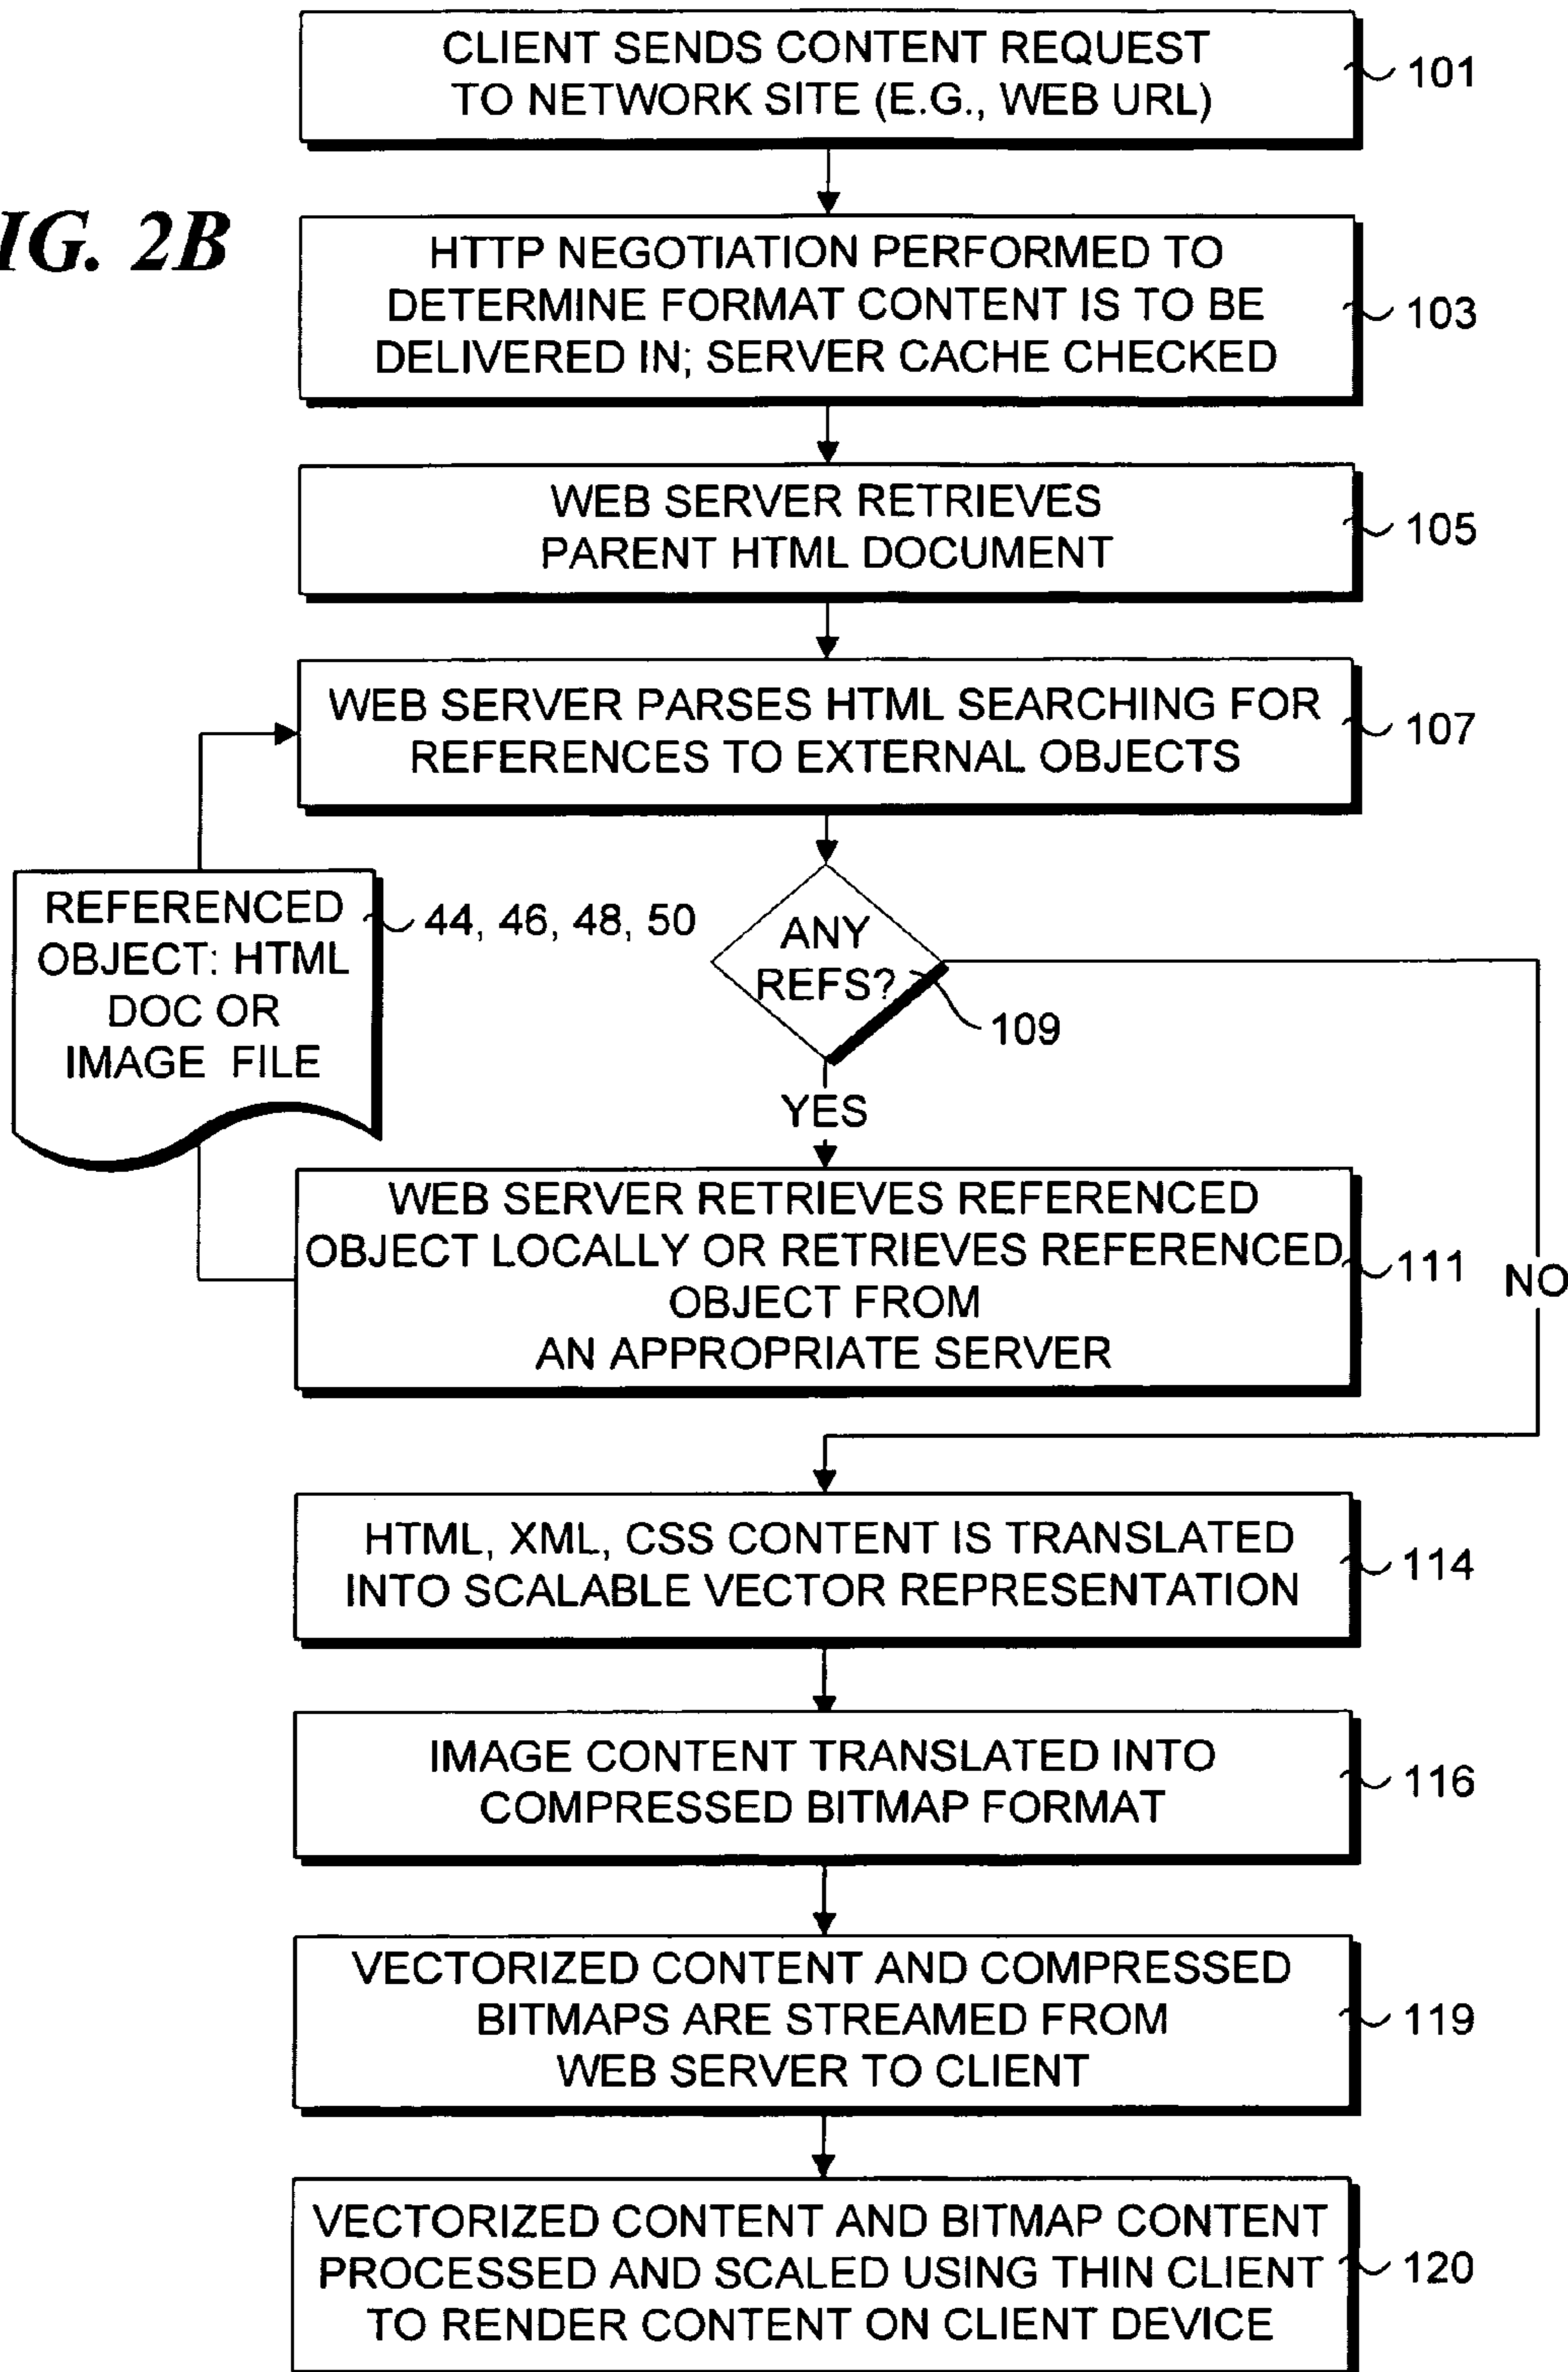 CLIENT SENDS CONTENT REQUEST
TO NETWORK SITE (E.G., WEB URL)
101
IG. 2B
HTTP NEGOTIATION PERFORMED TO
DETERMINE FORMAT CONTENT IS TO BE
DELIVERED IN; SERVER CACHE CHECKED
103
WEB SERVER RETRIEVES
PARENT HTML DOCUMENT
105
WEB SERVER PARSES HTML SEARCHING FOR
REFERENCES TO EXTERNAL OBJECTS
107
REFERENCED
OBJECT: HTML
DOC OR
IMAGE FILE
44, 46, 48, 50
ANY
REFS?
109
YES
WEB SERVER RETRIEVES REFERENCED
OBJECT LOCALLY OR RETRIEVES REFERENCED
OBJECT FROM
AN APPROPRIATE SERVER
111
NO
HTML, XML, CSS CONTENT IS TRANSLATED
INTO SCALABLE VECTOR REPRESENTATION
114
IMAGE CONTENT TRANSLATED INTO
COMPRESSED BITMAP FORMAT
116
VECTORIZED CONTENT AND COMPRESSED
BITMAPS ARE STREAMED FROM
WEB SERVER TO CLIENT
119
VECTORIZED CONTENT AND BITMAP CONTENT
PROCESSED AND SCALED USING THIN CLIENT
TO RENDER CONTENT ON CLIENT DEVICE
120